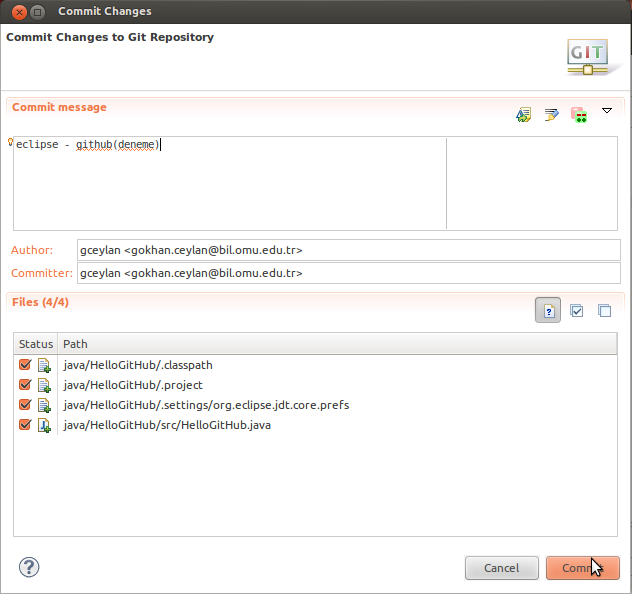 Commit Changes
Commit Changes to Git Repository
GIT
Commit message
eclipse - github(deneme)
Author:
gceylan <gokhan.ceylan@bil.omu.edu.tr>
Committer:
gceylan <gokhan.ceylan@bil.omu.edu.tr>
Files (4/4)
Status Path
java/HelloGitHub/.classpath
java/HelloGitHub/.project
java/HelloGitHub/.settings/org.eclipse.jdt.core.prefs
java/HelloGitHub/src/HelloGitHub.java
Cancel Commit